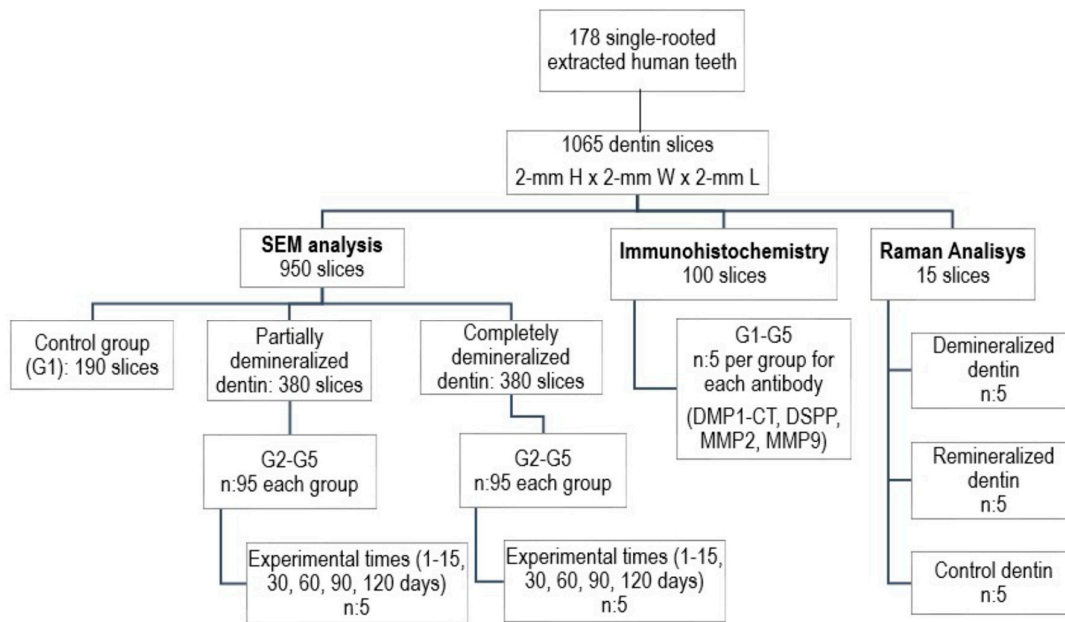 178 single-rooted
extracted human teeth
1065 dentin slices
2-mm H x 2-mm W x 2-mm L
SEM analysis
950 slices
Immunohistochemistry
100 slices
Raman Analisys
15 slices
Control group
(G1): 190 slices
Partially
demineralized
dentin: 380 slices
Completely
demineralized
dentin: 380 slices
G1-G5
n:5 per group for
each antibody
(DMP1-CT, DSPP,
MMP2, MMP9)
Demineralized
dentin
n:5
G2-G5
n:95 each group
G2-G5
n:95 each group
Remineralized
dentin
n:5
Experimental times (1-15,
30, 60, 90, 120 days)
n:5
Experimental times (1-15,
30, 60, 90, 120 days)
n:5
Control dentin
n:5